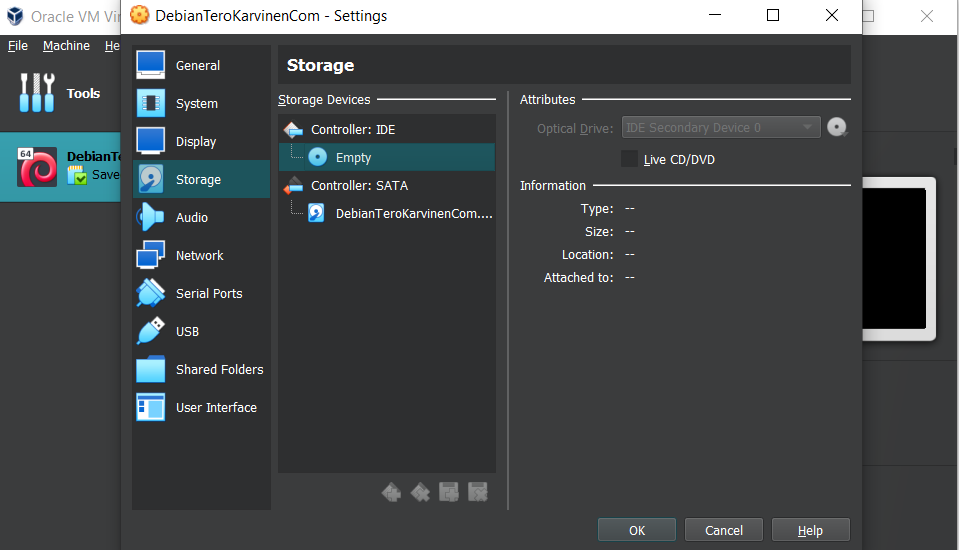 Oracle VM Vir
DebianTeroKarvinenCom - Settings
File Machine He
Tools
64
DebianTe
Save
General
System
Display
Storage
Audio
Network
Serial Ports
USB
Shared Folders
User Interface
Storage
Storage Devices
Controller: IDE
Empty
Controller: SATA
DebianTeroKarvinenCom....
Attributes
Optical Drive: IDE Secondary Device 0
Live CD/DVD
Information
Type: --
Size: --
Location: --
Attached to: --
OK Cancel Help